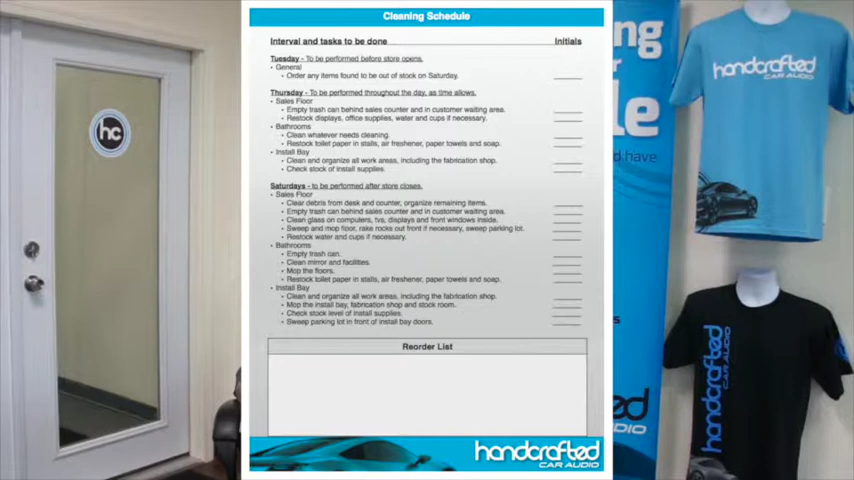 Cleaning Schedule
Interval and tasks to be done
Initials
Tuesday - To be performed before store opens.
• General
• Order any items found to be out of stock on Saturday.
Thursday - To be performed throughout the day, as time allows.
• Sales Floor
• Empty trash can behind sales counter and in customer waiting area.
• Restock displays, office supplies, water and cups if necessary.
• Bathrooms
• Clean whatever needs cleaning.
• Restock toilet paper in stalls, air freshener, paper towels and soap.
• Install Bay
• Clean and organize all work areas, including the fabrication shop.
• Check stock of install supplies.
Saturdays - to be performed after store closes.
• Sales Floor
• Clear debris from desk and counter, organize remaining items.
• Empty trash can behind sales counter and in customer waiting area.
• Clean glass on computers, tvs, displays and front windows inside.
• Sweep and mop floor, rake rocks out front if necessary, sweep parking lot.
• Restock water and cups if necessary.
• Bathrooms
• Empty trash can.
• Clean mirror and facilities.
• Mop the floors.
• Restock toilet paper in stalls, air freshener, paper towels and soap.
• Install Bay
• Clean and organize all work areas, including the fabrication shop.
• Mop the install bay, fabrication shop and stock room.
• Check stock level of install supplies.
• Sweep parking lot in front of install bay doors.
Reorder List
handcrafted
CAR AUDIO
hc
have
handcrafted
CAR AUDIO
handcrafted
CAR AUDIO
AUDIO